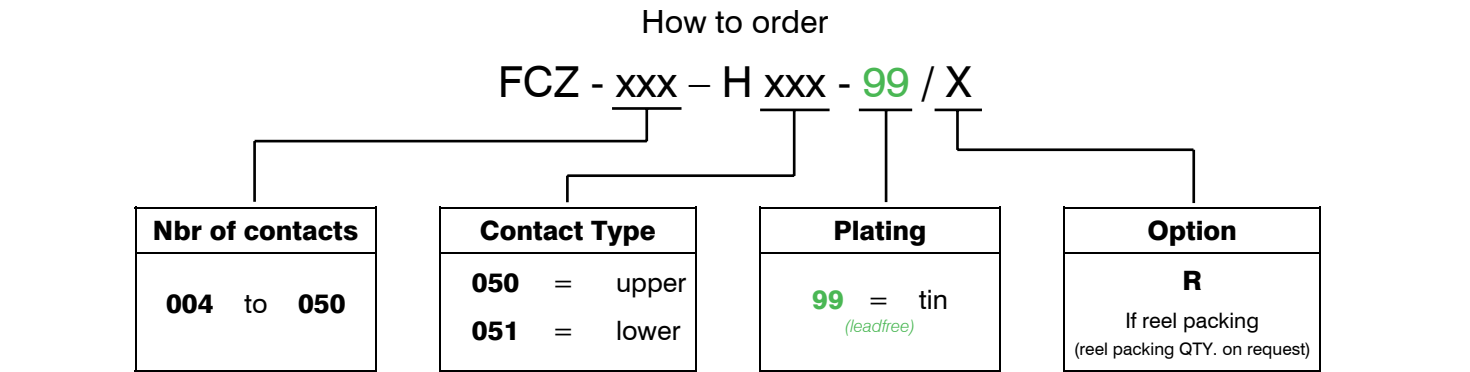 How to order
FCZ - xxx – H xxx - 99 / X
Nbr of contacts
004 to 050
Contact Type
050 = upper
051 = lower
Plating
99 = tin
(leadfree)
Option
R
If reel packing
(reel packing QTY. on request)